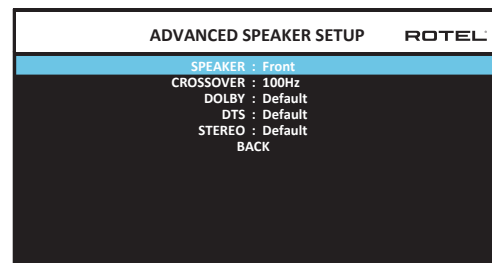 ADVANCED SPEAKER SETUP ROTEL
SPEAKER : Front
CROSSOVER : 100Hz
DOLBY : Default
DTS : Default
STEREO : Default
BACK